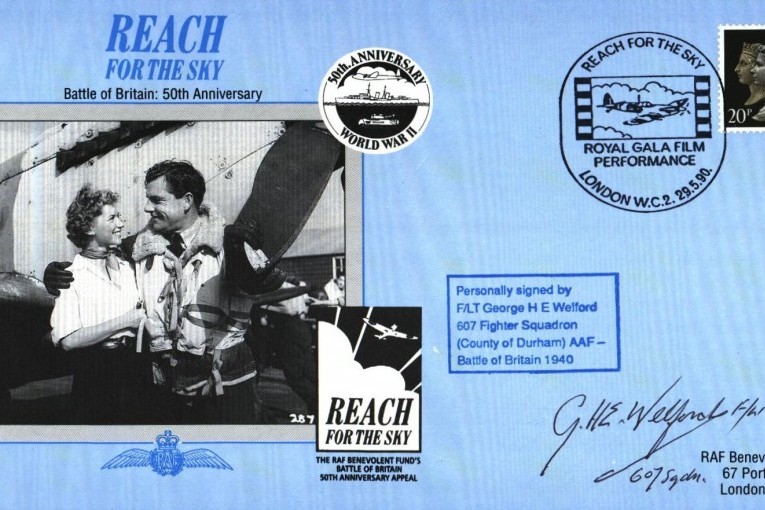 REACH
FOR THE SKY
Battle of Britain: 50th Anniversary
50th ANNIVERSARY
WORLD WAR II
REACH FOR THE SKY
ROYAL GALA FILM
PERFORMANCE
LONDON W.C.2. 29.5.90.
20P
Personally signed by
F/LT George H E Welford
607 Fighter Squadron
(County of Durham) AAF –
Battle of Britain 1940
287
REACH
FOR THE SKY
THE RAF BENEVOLENT FUND'S
BATTLE OF BRITAIN
50TH ANNIVERSARY APPEAL
RAF
G.H.E. Welford F/Lt
607 Sqdn.
RAF Benev
67 Port
London